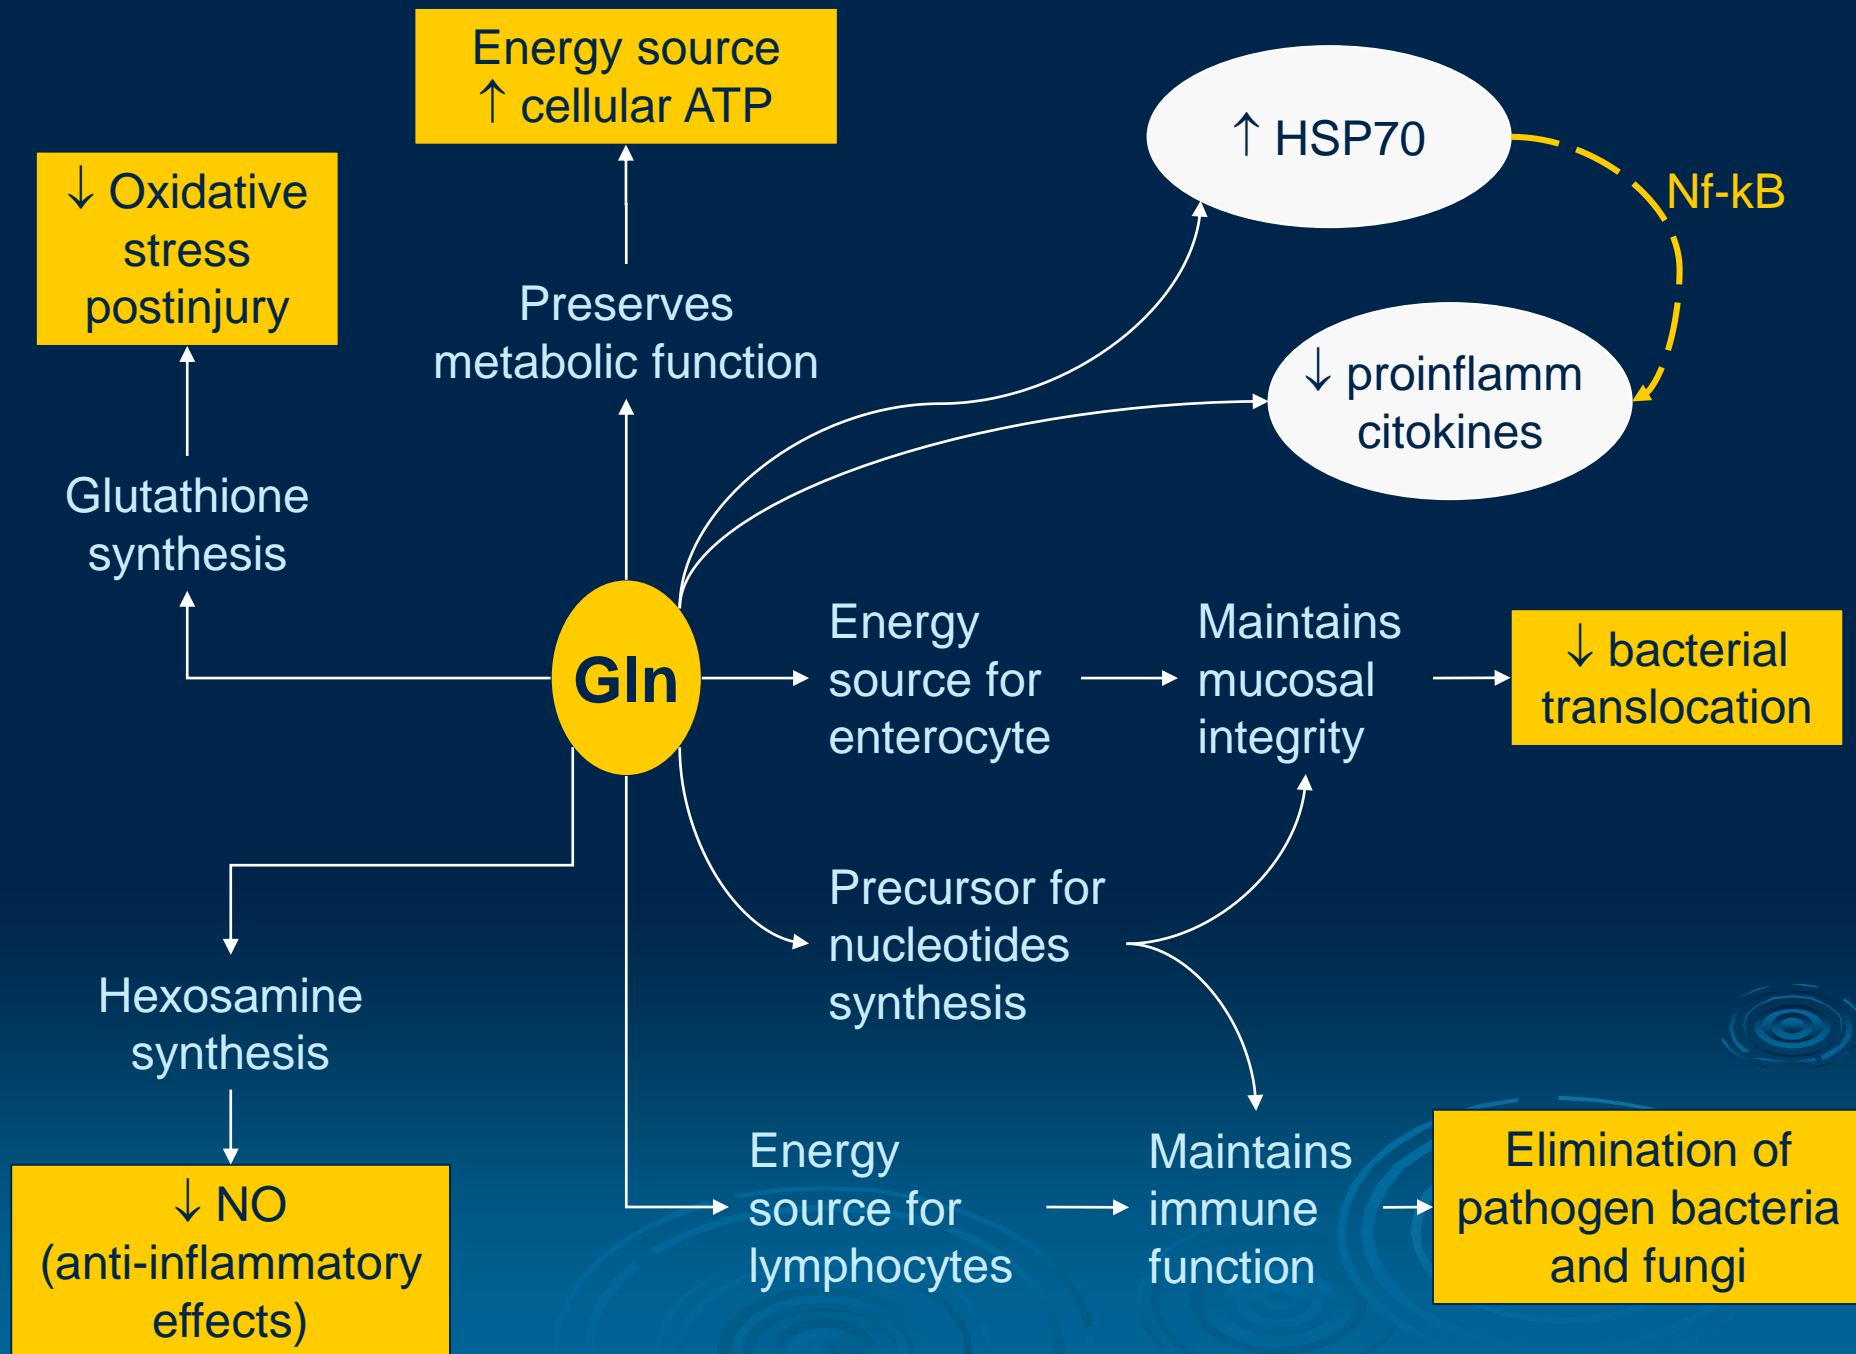 Energy source
↑ cellular ATP
↑ HSP70
↓ Oxidative
stress
postinjury
Nf-kB
Preserves
metabolic function
↓ proinflamm
citokines
Glutathione
synthesis
Gln
Energy
source for
enterocyte
Maintains
mucosal
integrity
↓ bacterial
translocation
Precursor for
nucleotides
synthesis
Hexosamine
synthesis
↓ NO
(anti-inflammatory
effects)
Energy
source for
lymphocytes
Maintains
immune
function
Elimination of
pathogen bacteria
and fungi